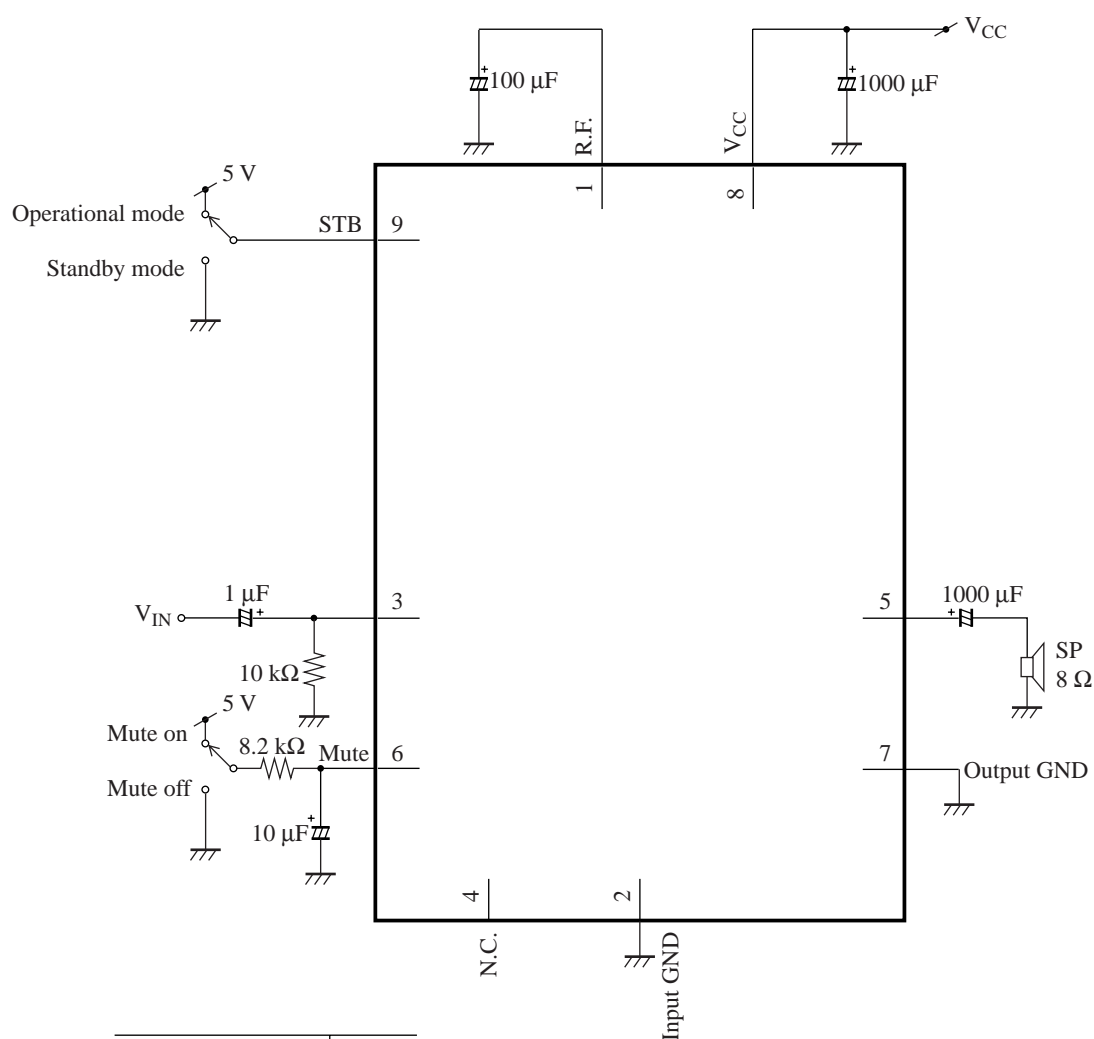 V_CC
100 μF
1000 μF
R.F.
V_CC
1
8
5 V
Operational mode
STB
9
Standby mode
1 μF
V_IN
3
10 kΩ
5
1000 μF
SP
8 Ω
5 V
Mute on
8.2 kΩ
Mute
6
Mute off
10 μF
7
Output GND
4
2
N.C.
Input GND
+
+
+
+
+